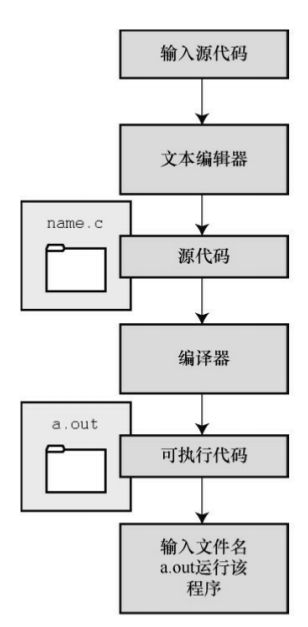 输入源代码
文本编辑器
name.c
源代码
编译器
a.out
可执行代码
输入文件名
a.out运行该
程序